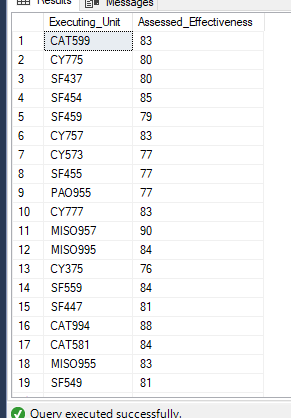 Results Messages
Executing_Unit Assessed_Effectiveness
1 CAT599 83
2 CY775 80
3 SF437 80
4 SF454 85
5 SF459 79
6 CY757 83
7 CY573 77
8 SF455 77
9 PAO955 77
10 CY777 83
11 MISO957 90
12 MISO995 84
13 CY375 76
14 SF559 84
15 SF447 81
16 CAT994 88
17 CAT581 84
18 MISO955 83
19 SF549 81
Query executed successfully.